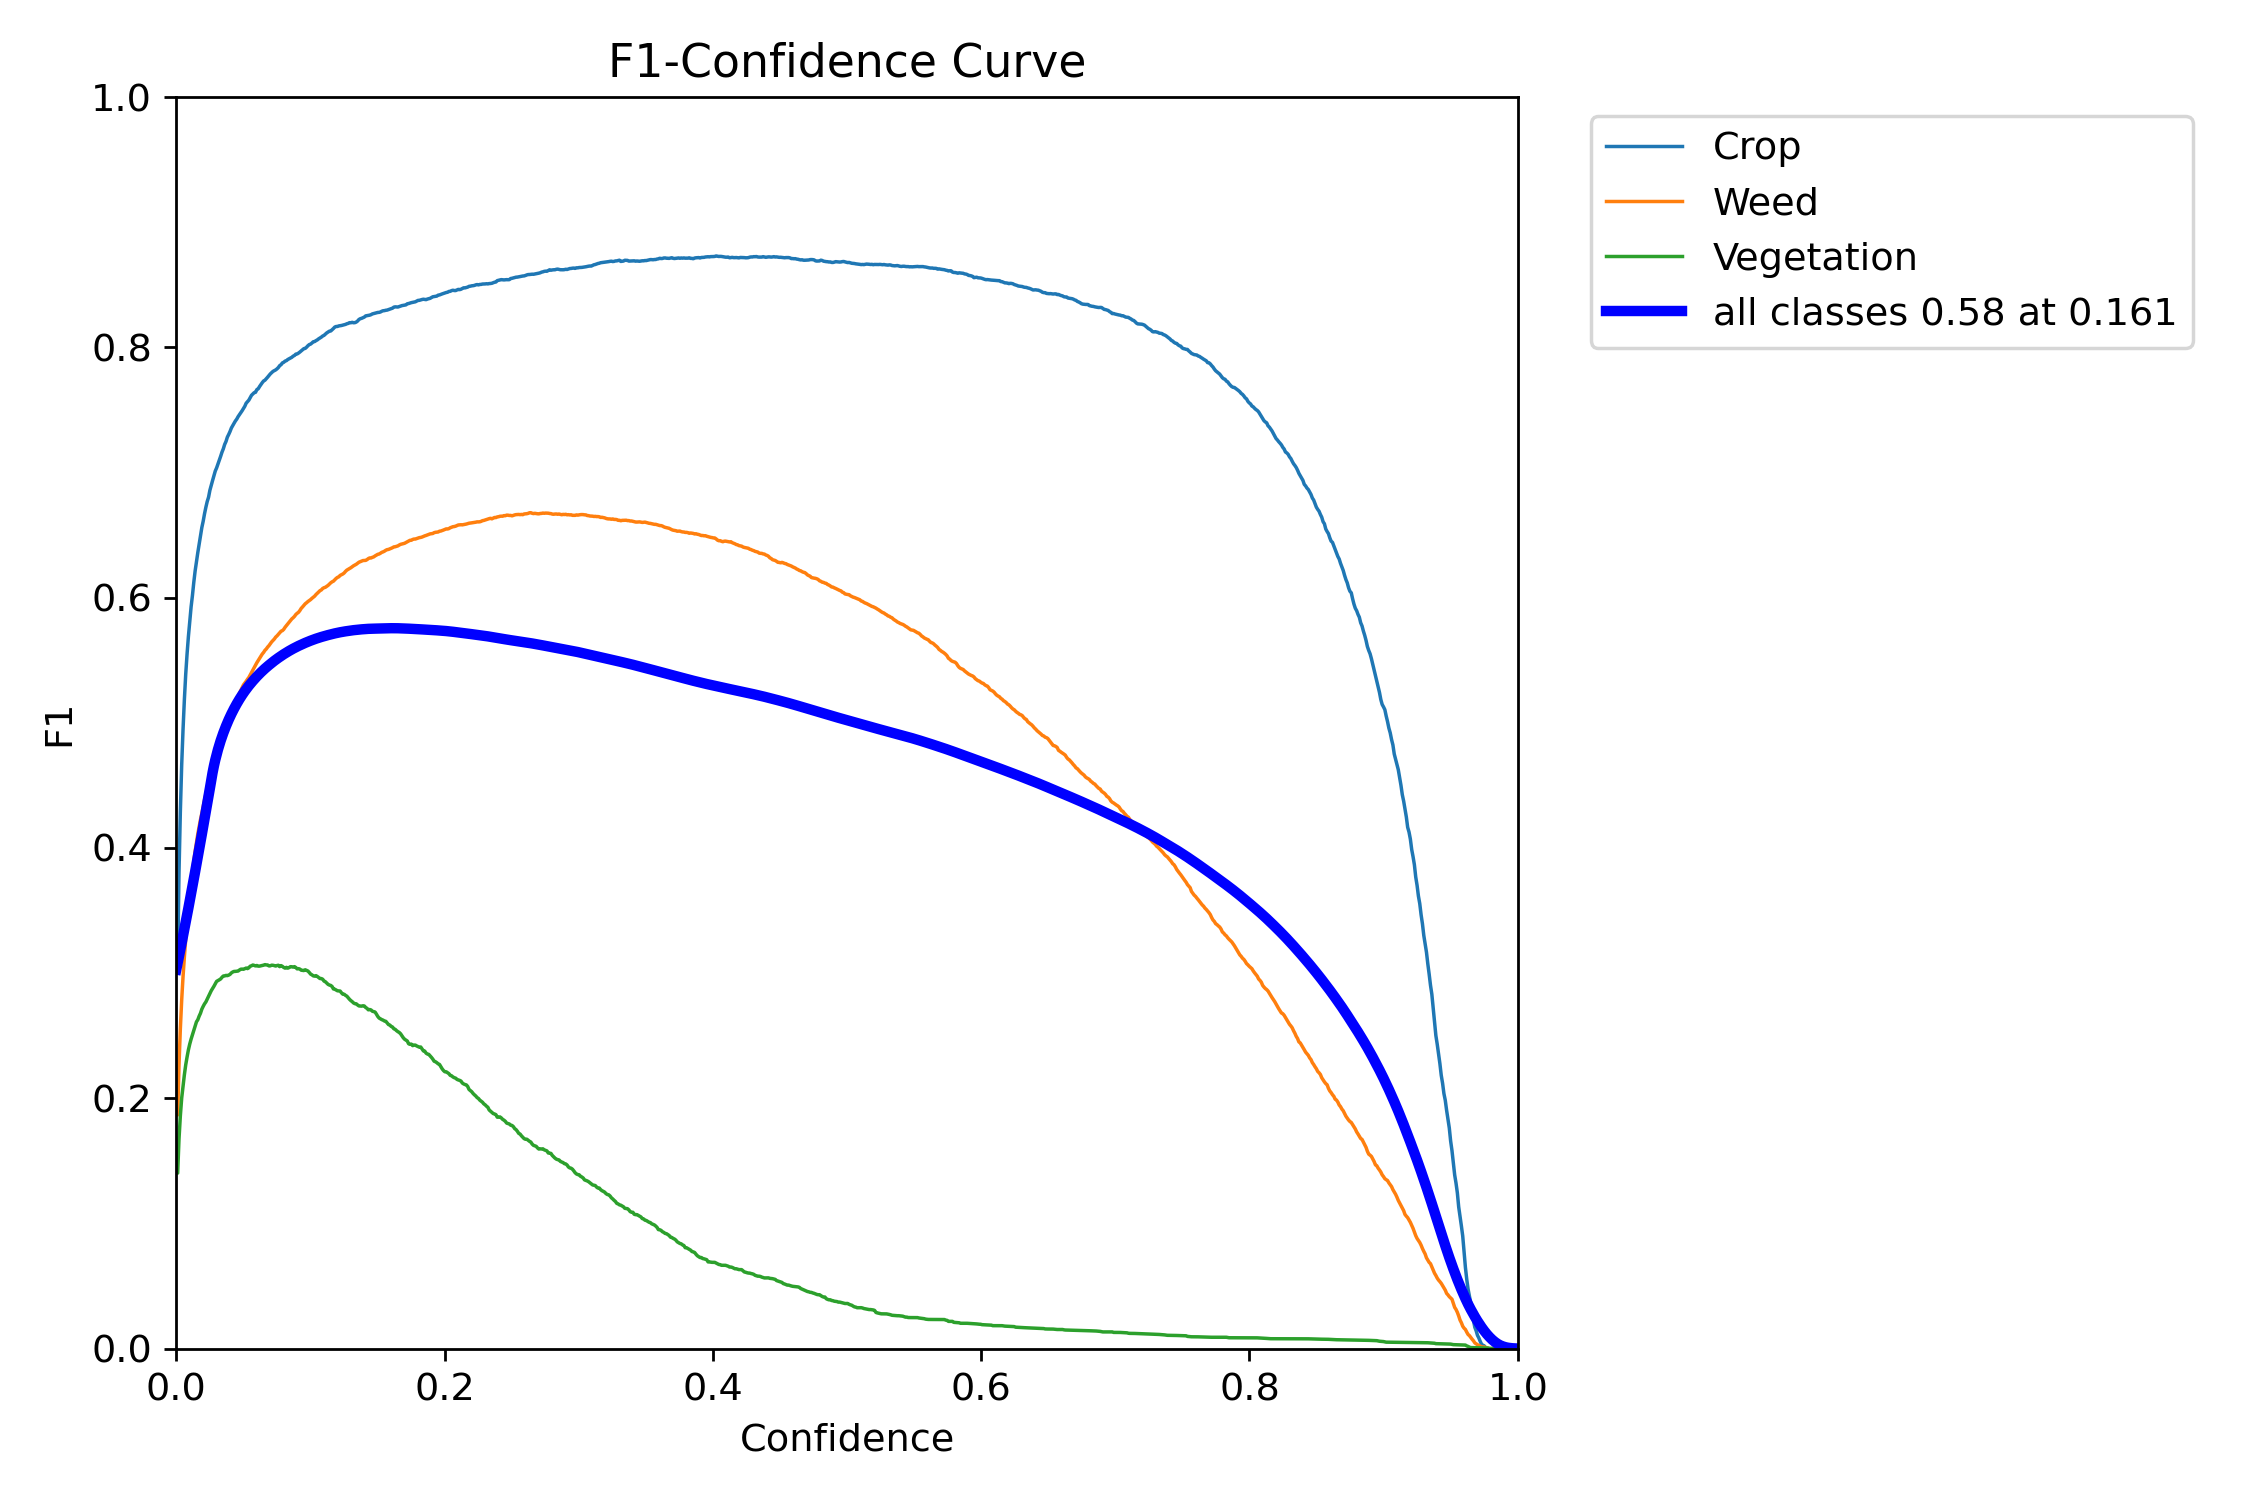 F1-Confidence Curve
1.0
0.8
0.6
0.4
0.2
0.0
F1
0.0 0.2 0.4 0.6 0.8 1.0
Confidence
Crop
Weed
Vegetation
all classes 0.58 at 0.161